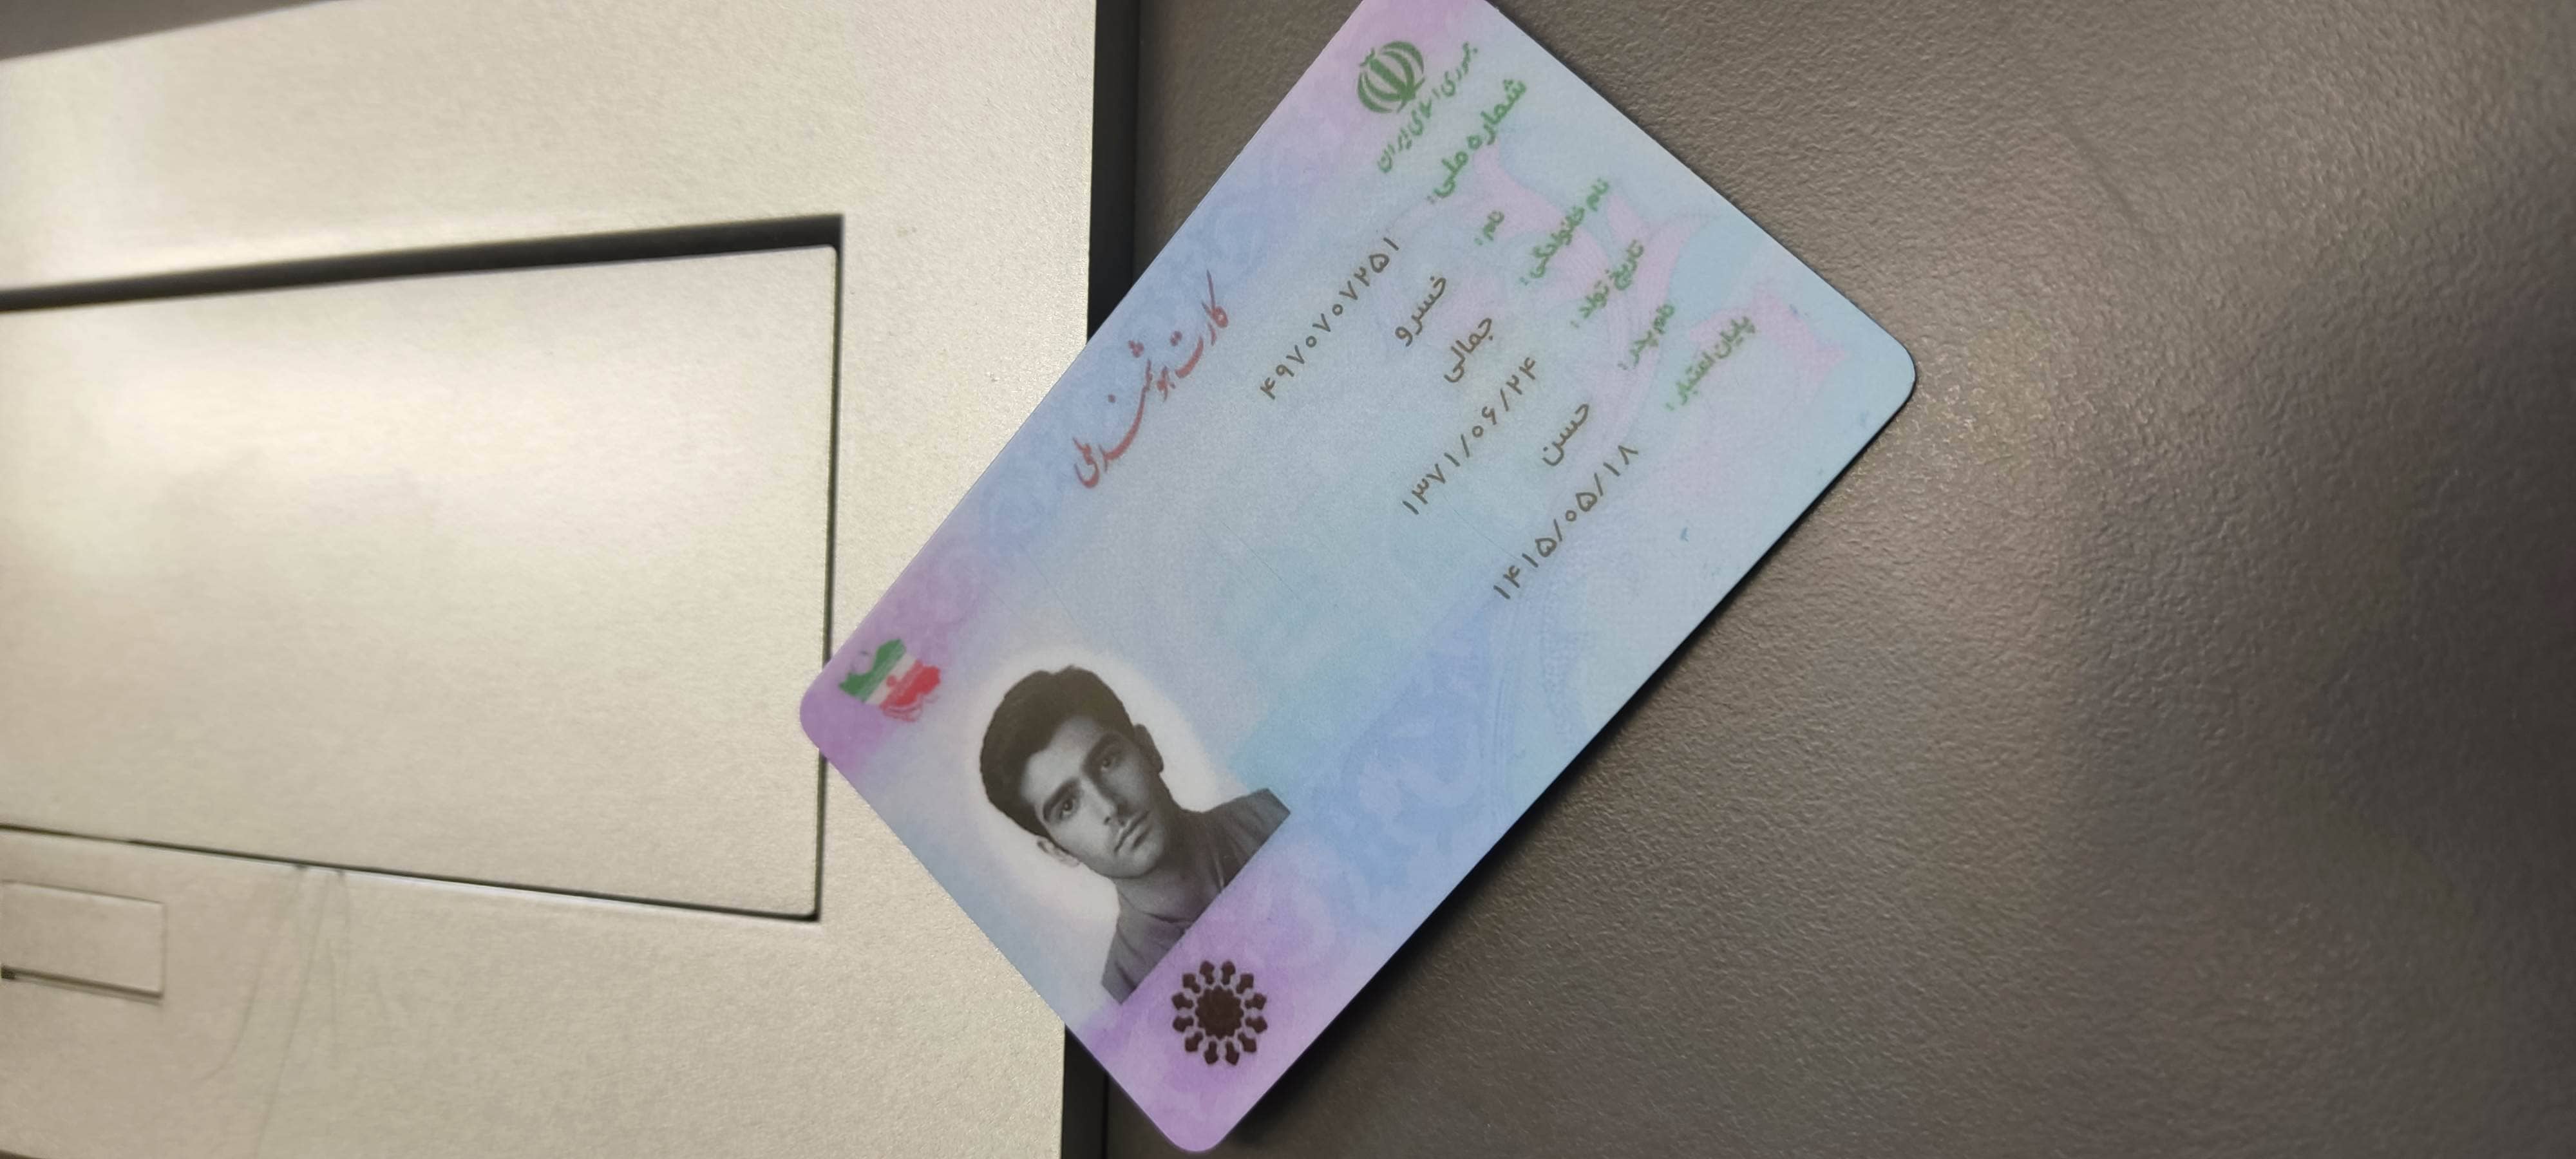 جمهوری اسلامی ایران
کارت هوشمند ملی
شماره ملی: ۴۹۷۰۷۰۷۲۵۱
نام: خسرو
نام خانوادگی: جمالی
تاریخ تولد: ۱۳۷۱/۰۶/۲۴
نام پدر: حسن
پایان اعتبار: ۱۴۱۵/۰۵/۱۸